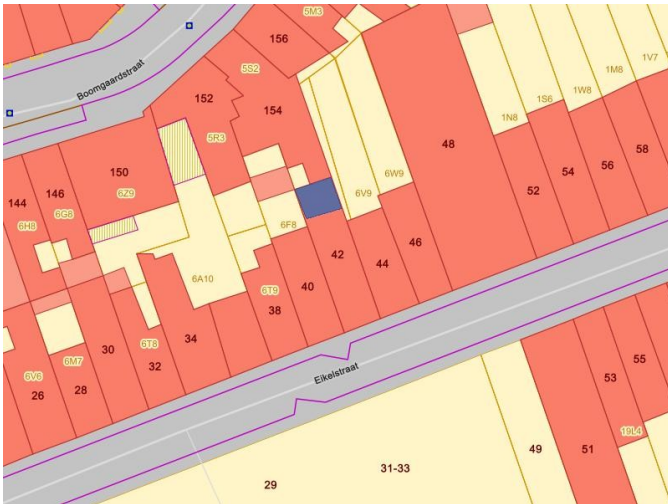 5M3
156
5S2
Boomgaardstraat
152
154
1V7
1M8
1W8
1S6
1N8
5R3
48
150
6Z9
146
144
6G8
6H8
6W9
6V9
58
56
54
52
6F8
42
46
44
40
6A10
6T9
38
34
30
6T8
32
6M7
28
6V6
26
Eikelstraat
55
53
19L4
51
49
31-33
29